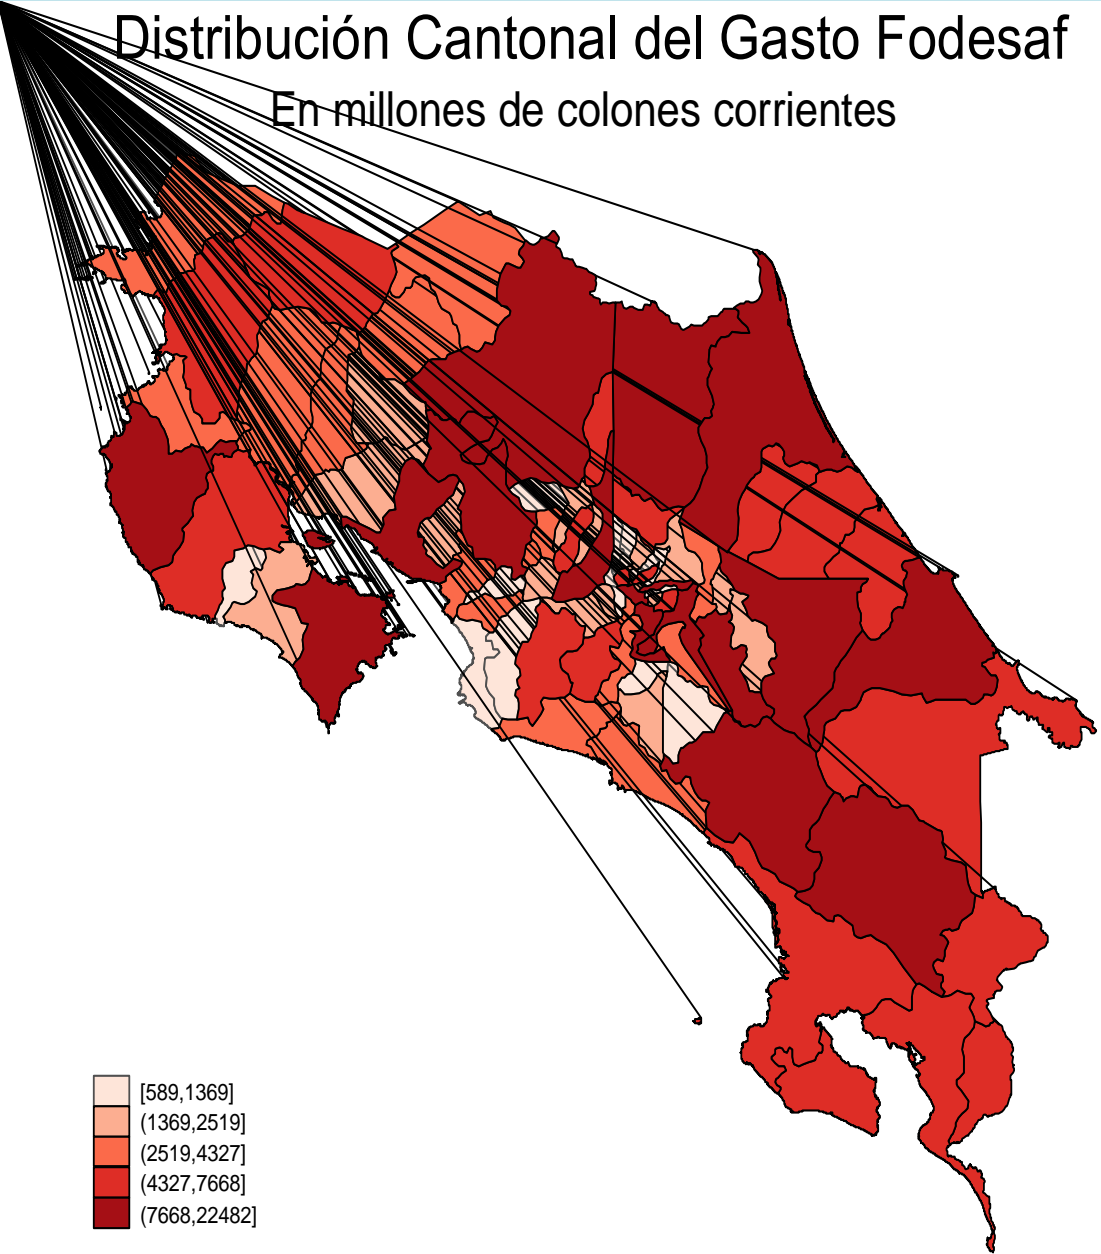 Distribución Cantonal del Gasto Fodesaf
En millones de colones corrientes
[589,1369]
(1369,2519]
(2519,4327]
(4327,7668]
(7668,22482]